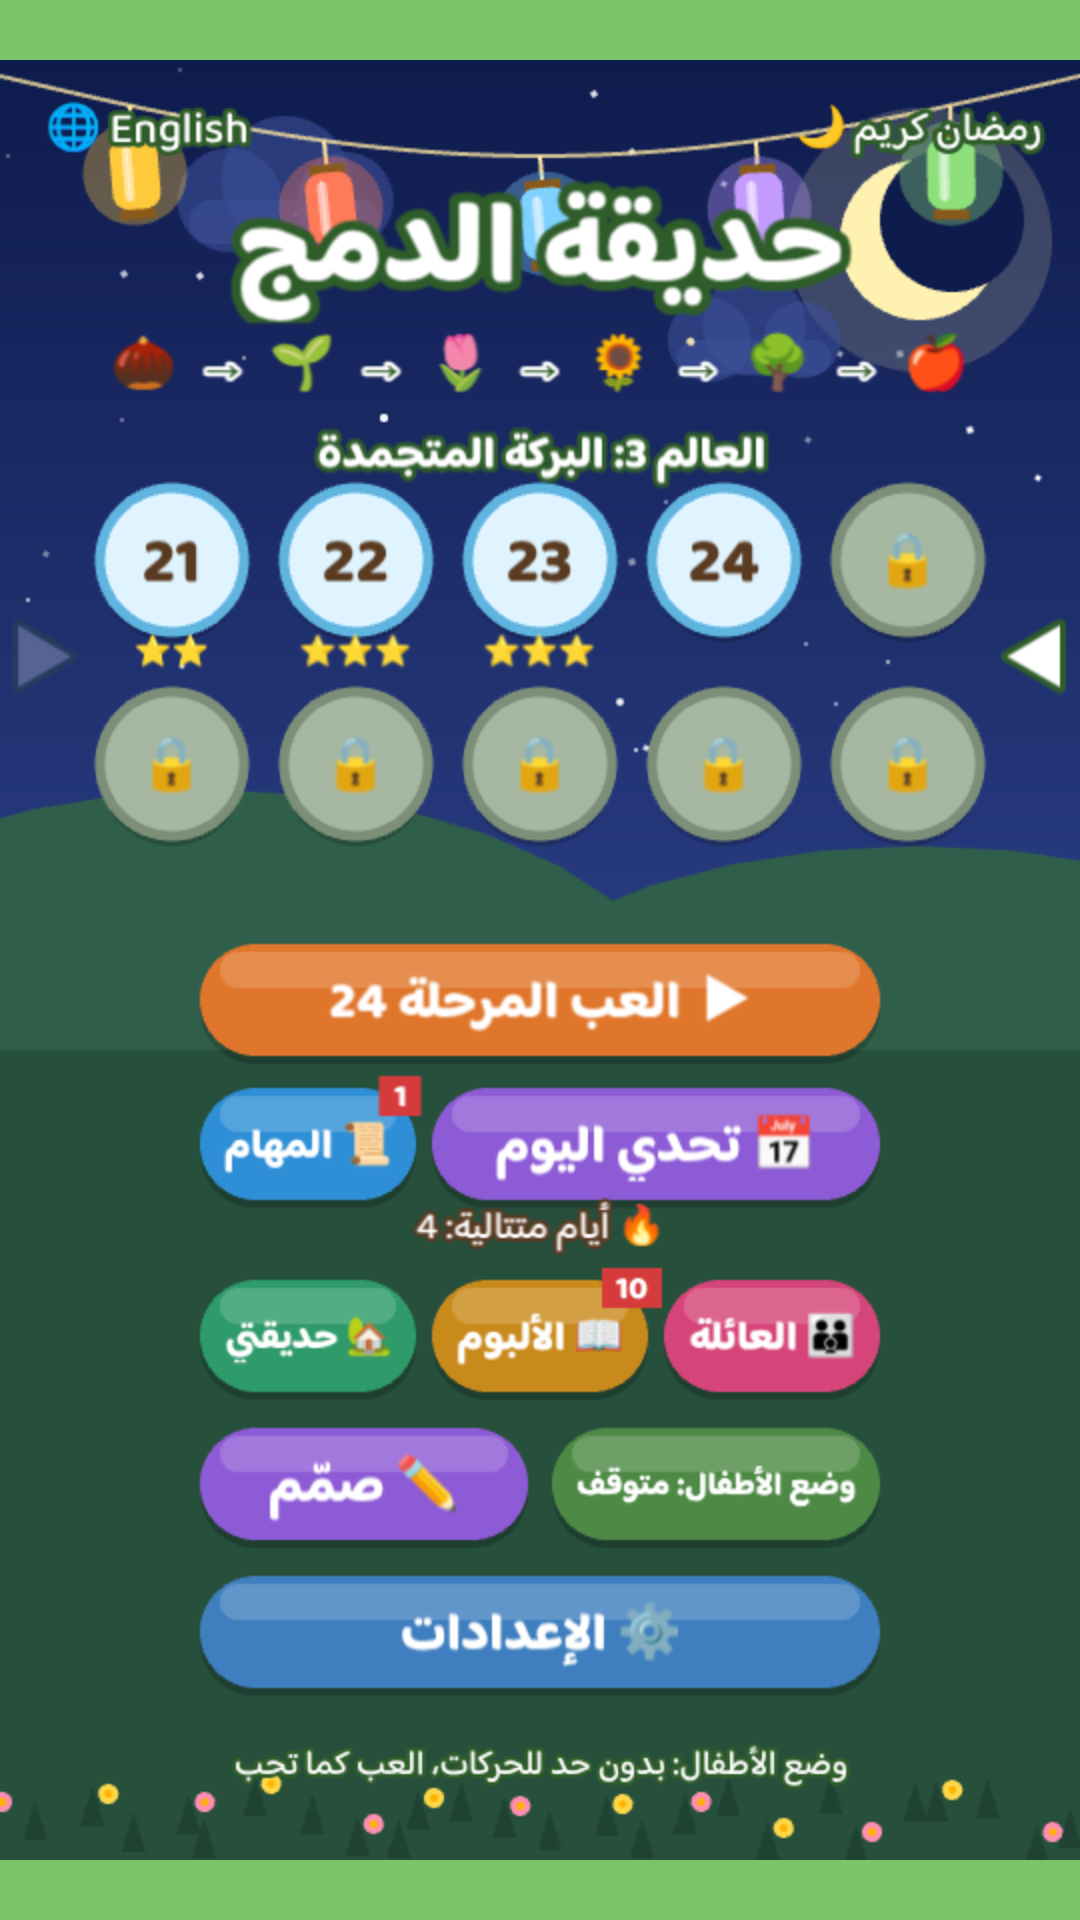 رمضان كريم
English
حديقة الدمج
العالم 3: البركة المتجمدة
21 22 23 24
العب المرحلة 24
تحدي اليوم
July 17
المهام
1
أيام متتالية: 4
العائلة
الألبوم
10
حديقتي
وضع الأطفال: متوقف
صمّم
الإعدادات
وضع الأطفال: بدون حد للحركات، العب كما تحب